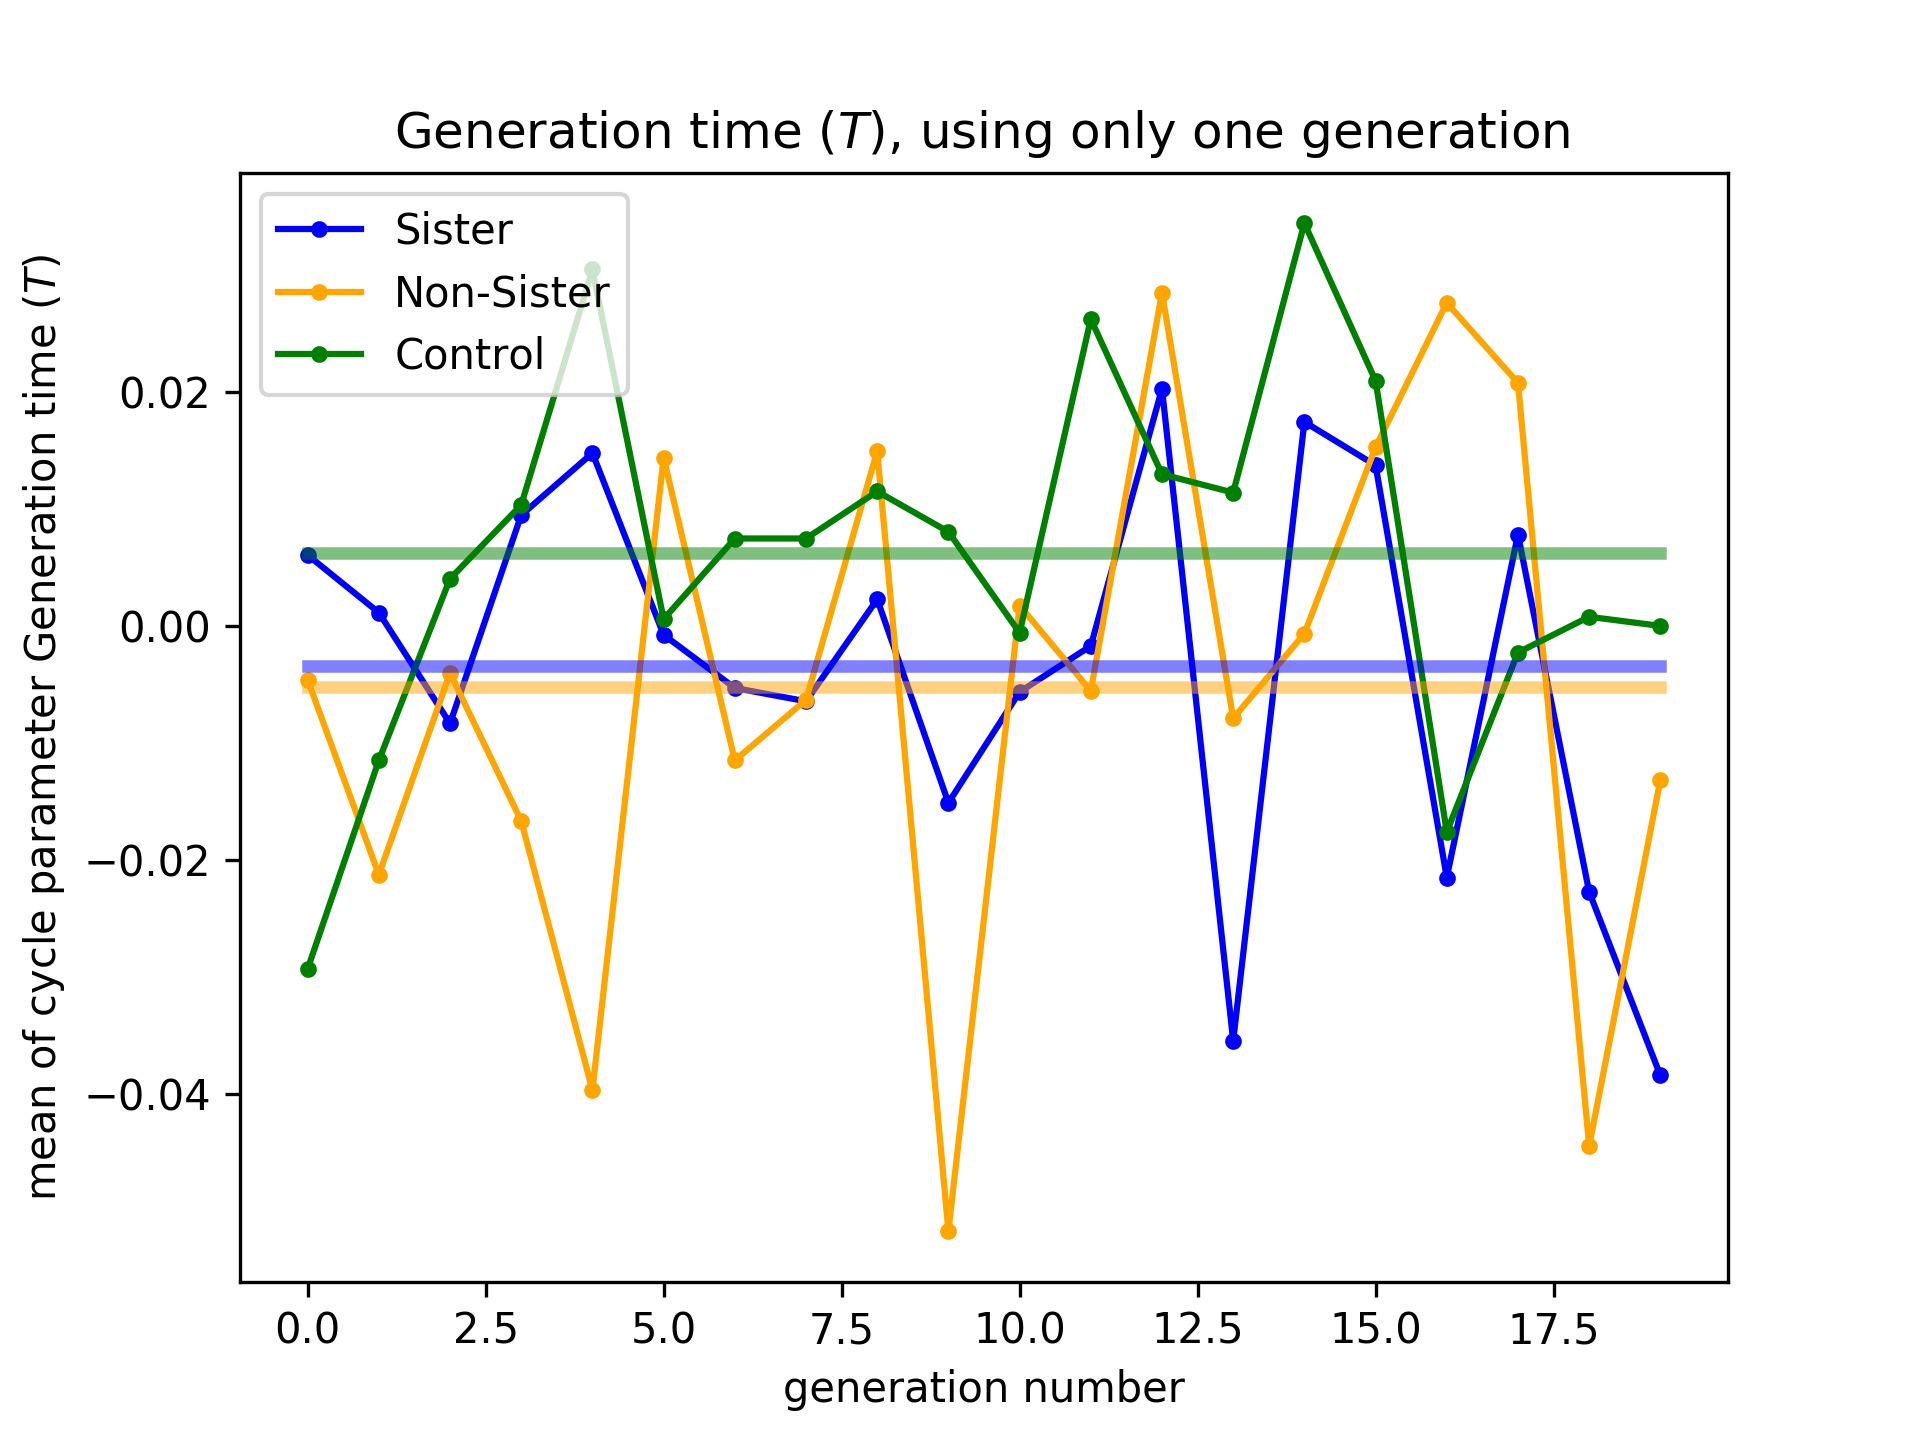 Generation time (T), using only one generation
Sister
Non-Sister
Control
mean of cycle parameter Generation time (T)
0.02
0.00
−0.02
−0.04
0.0 2.5 5.0 7.5 10.0 12.5 15.0 17.5
generation number